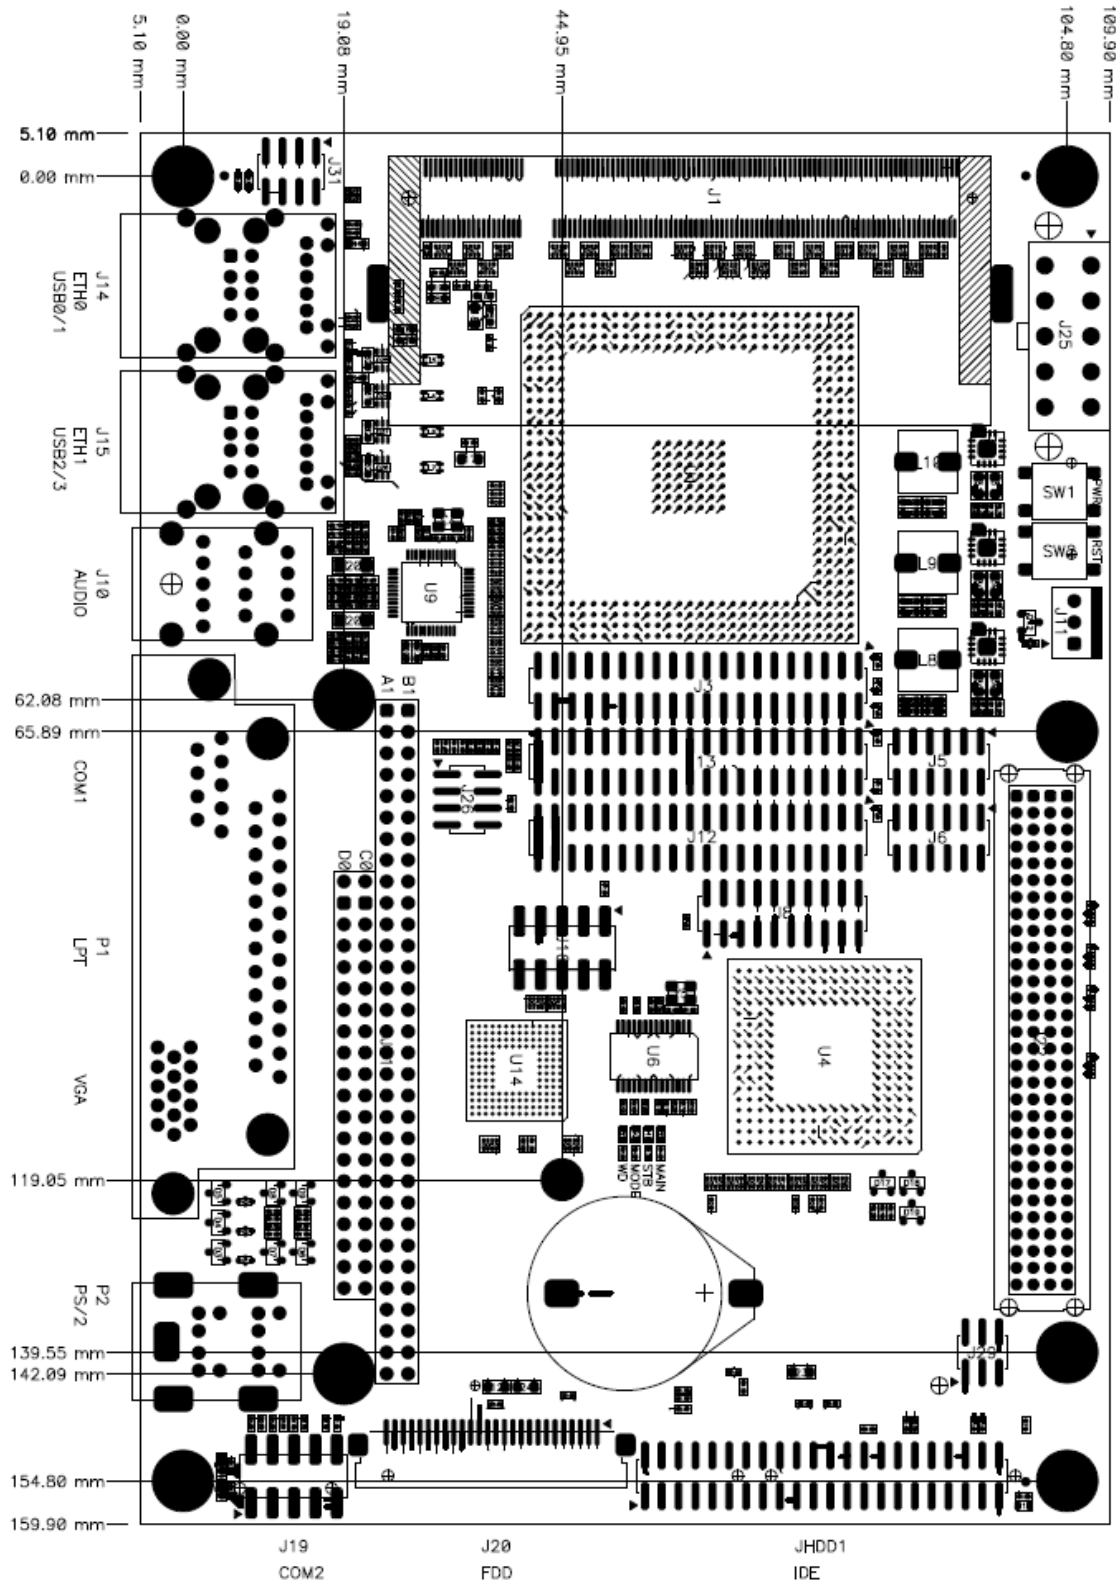 5.10 mm
0.00 mm
19.08 mm
44.95 mm
104.80 mm
109.90 mm
5.10 mm
0.00 mm
J31
J1
J14
ETH0
USB0/1
J25
J15
ETH1
USB2/3
L10
SW1
PWR
RST
J10
AUDIO
U9
L9
J11
L8
A1
B1
J3
62.08 mm
65.89 mm
COM1
J26
13
J5
J12
J6
D0
C0
P1
LPT
VGA
U14
U6
U4
WD
MODE
STB
MAIN
119.05 mm
D17
P2
PS/2
139.55 mm
142.09 mm
154.80 mm
159.90 mm
J19
COM2
J20
FDD
JHDD1
IDE